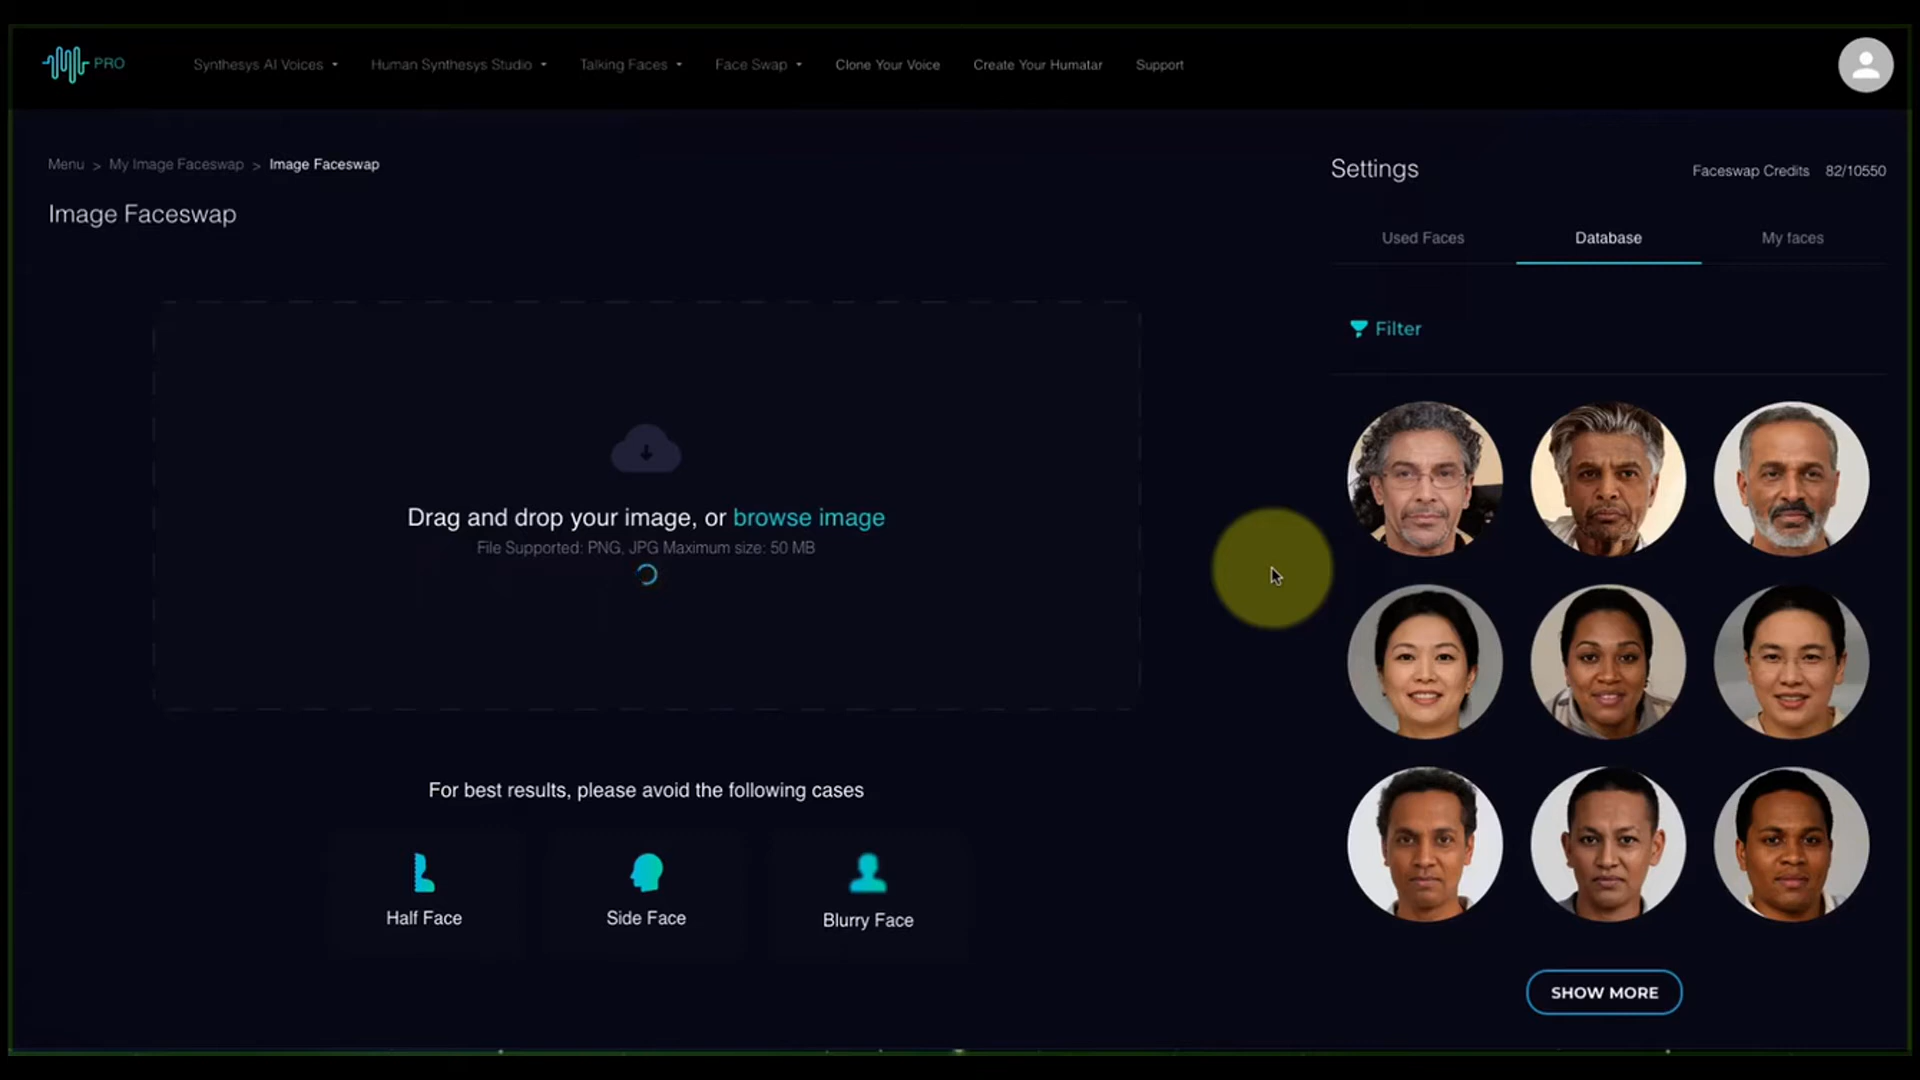 PRO
Synthesys AI Voices
Human Synthesys Studio
Talking Faces
Face Swap
Clone Your Voice
Create Your Humatar
Support
Menu > My Image Faceswap > Image Faceswap
Image Faceswap
Drag and drop your image, or browse image
File Supported: PNG, JPG Maximum size: 50 MB
For best results, please avoid the following cases
Half Face
Side Face
Blurry Face
Settings
Faceswap Credits 82/10550
Used Faces
Database
My faces
Filter
SHOW MORE